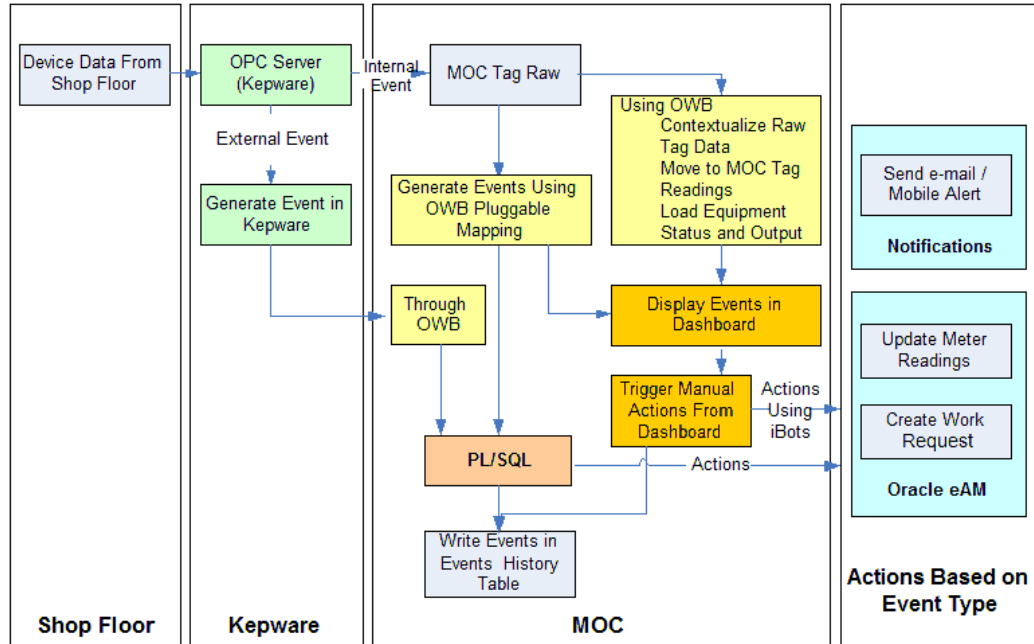 Device Data From
Shop Floor
Shop Floor
OPC Server
(Kepware)
External Event
Generate Event in
Kepware
Kepware
Internal
Event
MOC Tag Raw
Using OWB
Contextualize Raw
Tag Data
Move to MOC Tag
Readings
Load Equipment
Status and Output
Generate Events Using
OWB Pluggable
Mapping
Through
OWB
Display Events in
Dashboard
Trigger Manual
Actions From
Dashboard
Actions
Using
iBots
PL/SQL
Actions
Write Events in
Events History
Table
MOC
Send e-mail /
Mobile Alert
Notifications
Update Meter
Readings
Create Work
Request
Oracle eAM
Actions Based on
Event Type